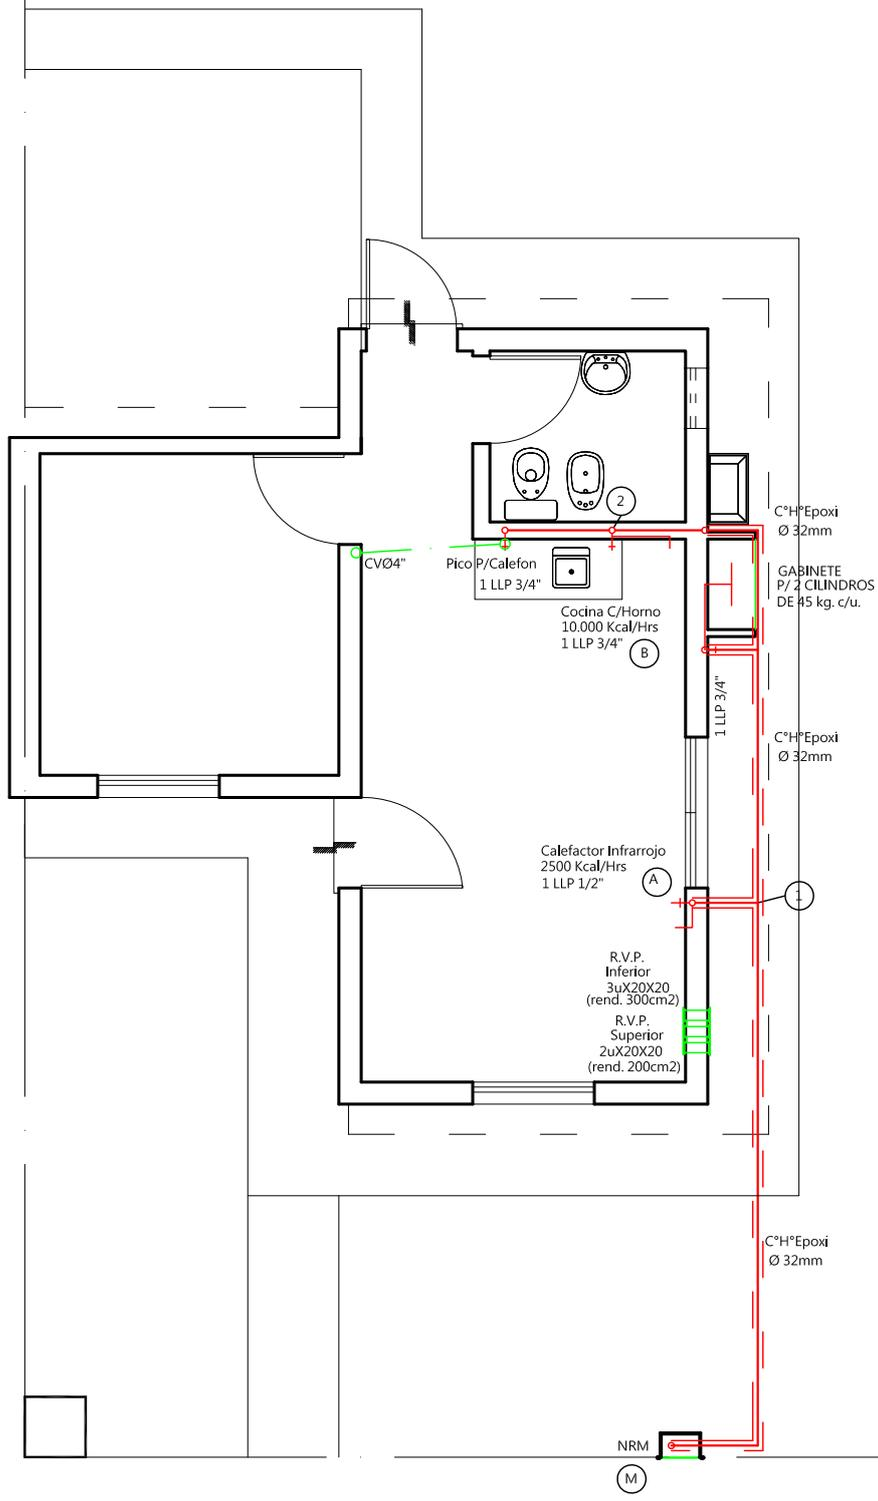 2
C°H°Epoxi
Ø 32mm
CVØ4"
Pico P/Calefon
1 LLP 3/4"
GABINETE
P/ 2 CILINDROS
DE 45 kg. c/u.
Cocina C/Horno
10.000 Kcal/Hrs
1 LLP 3/4"
B
1 LLP 3/4"
C°H°Epoxi
Ø 32mm
Calefactor Infrarrojo
2500 Kcal/Hrs
1 LLP 1/2"
A
1
R.V.P.
Inferior
3uX20X20
(rend. 300cm2)
R.V.P.
Superior
2uX20X20
(rend. 200cm2)
C°H°Epoxi
Ø 32mm
NRM
M